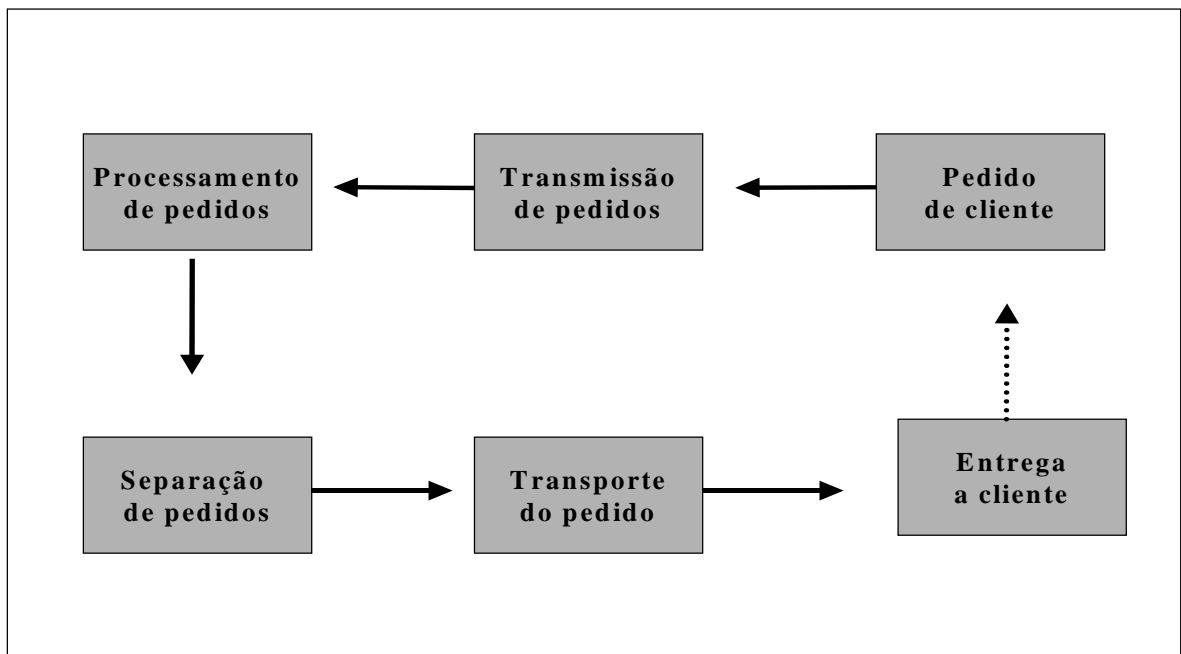 Processamento
de pedidos
Transmissão
de pedidos
Pedido
de cliente
Separação
de pedidos
Transporte
do pedido
Entrega
a cliente